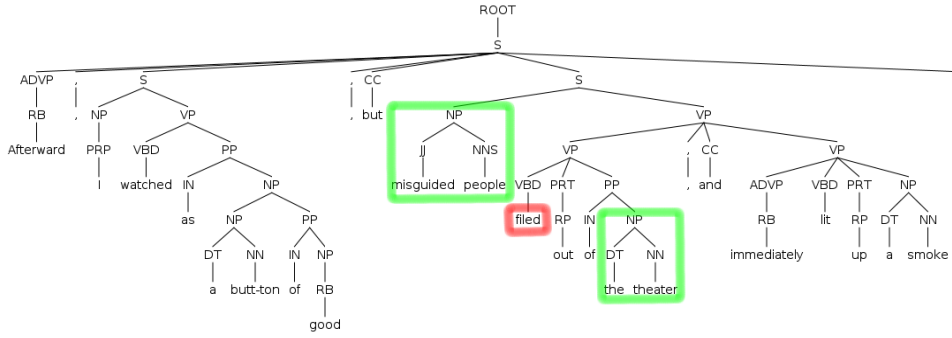 ROOT
S
ADVP , S , CC S
RB , NP VP , but NP VP
Afterward PRP VBD PP JJ NNS VP , CC VP
I watched IN NP misguided people VBD PRT PP , and ADVP VBD PRT NP
as NP PP filed RP IN NP RB lit RP DT NN
DT NN IN NP out of DT NN immediately up a smoke
a butt-ton of RB the theater
good